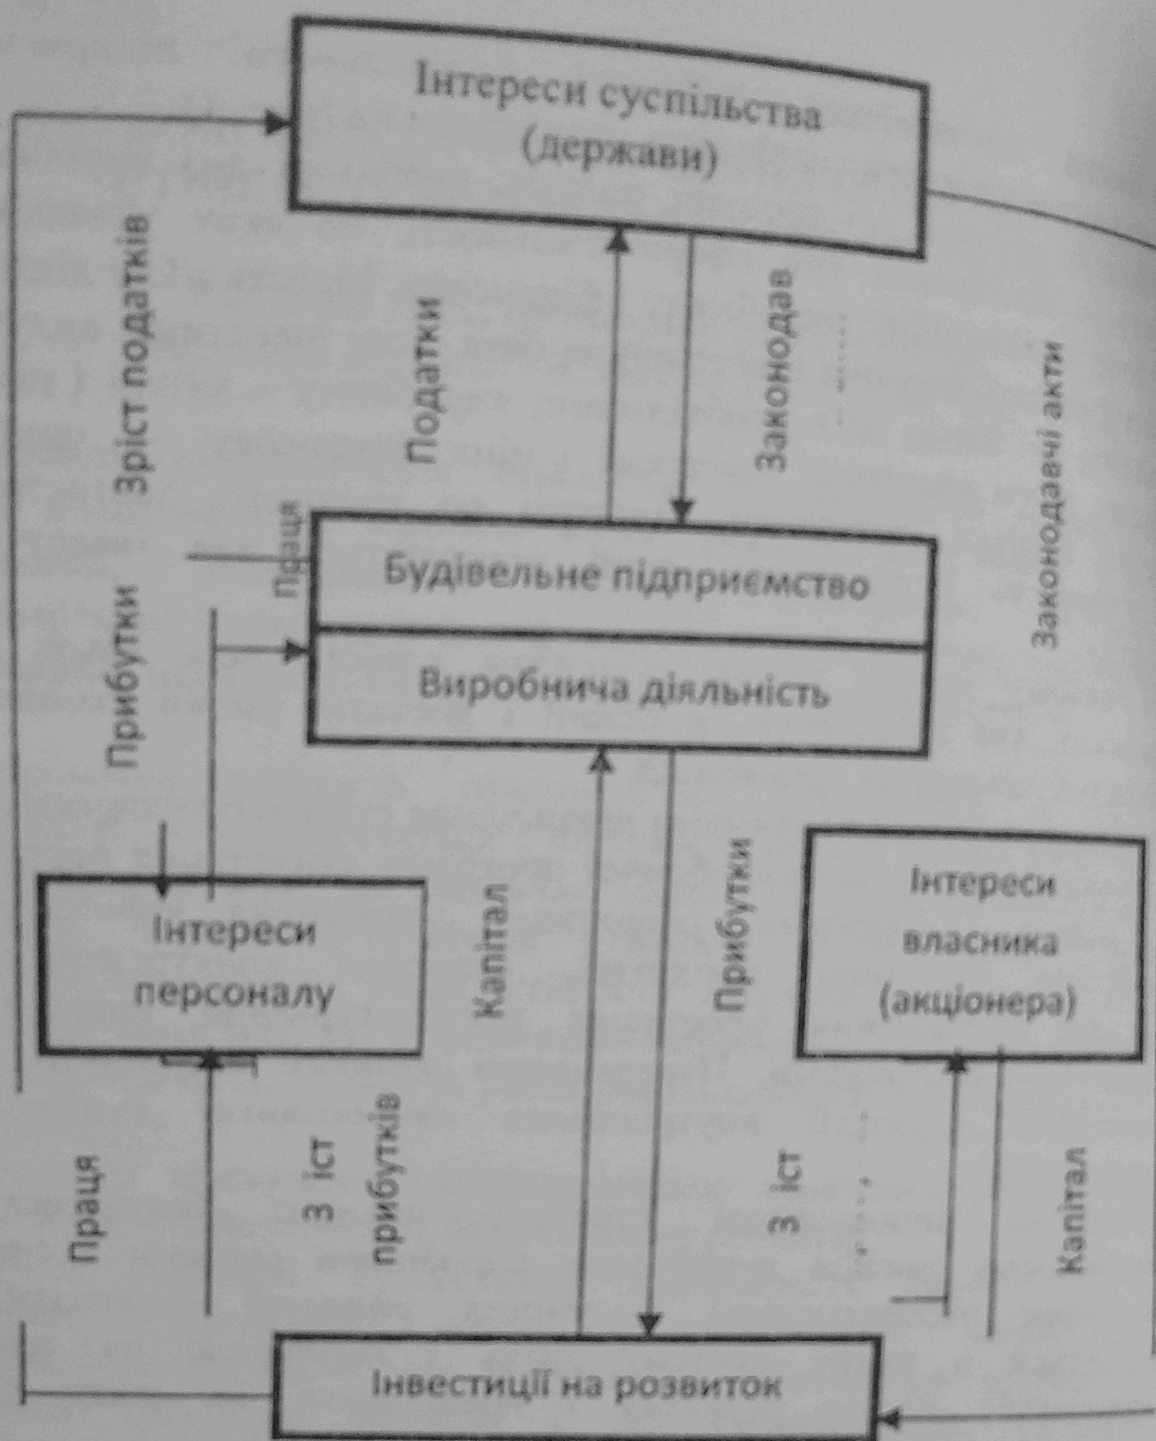 Інтереси суспільства
(держави)
Зріст податків
Податки
Законодав
Законодавчі акти
Праця
Будівельне підприємство
Виробнича діяльність
Прибутки
Інтереси
персоналу
Капітал
Прибутки
Інтереси
власника
(акціонера)
Праця
З іст
прибутків
З іст
Капітал
Інвестиції на розвиток